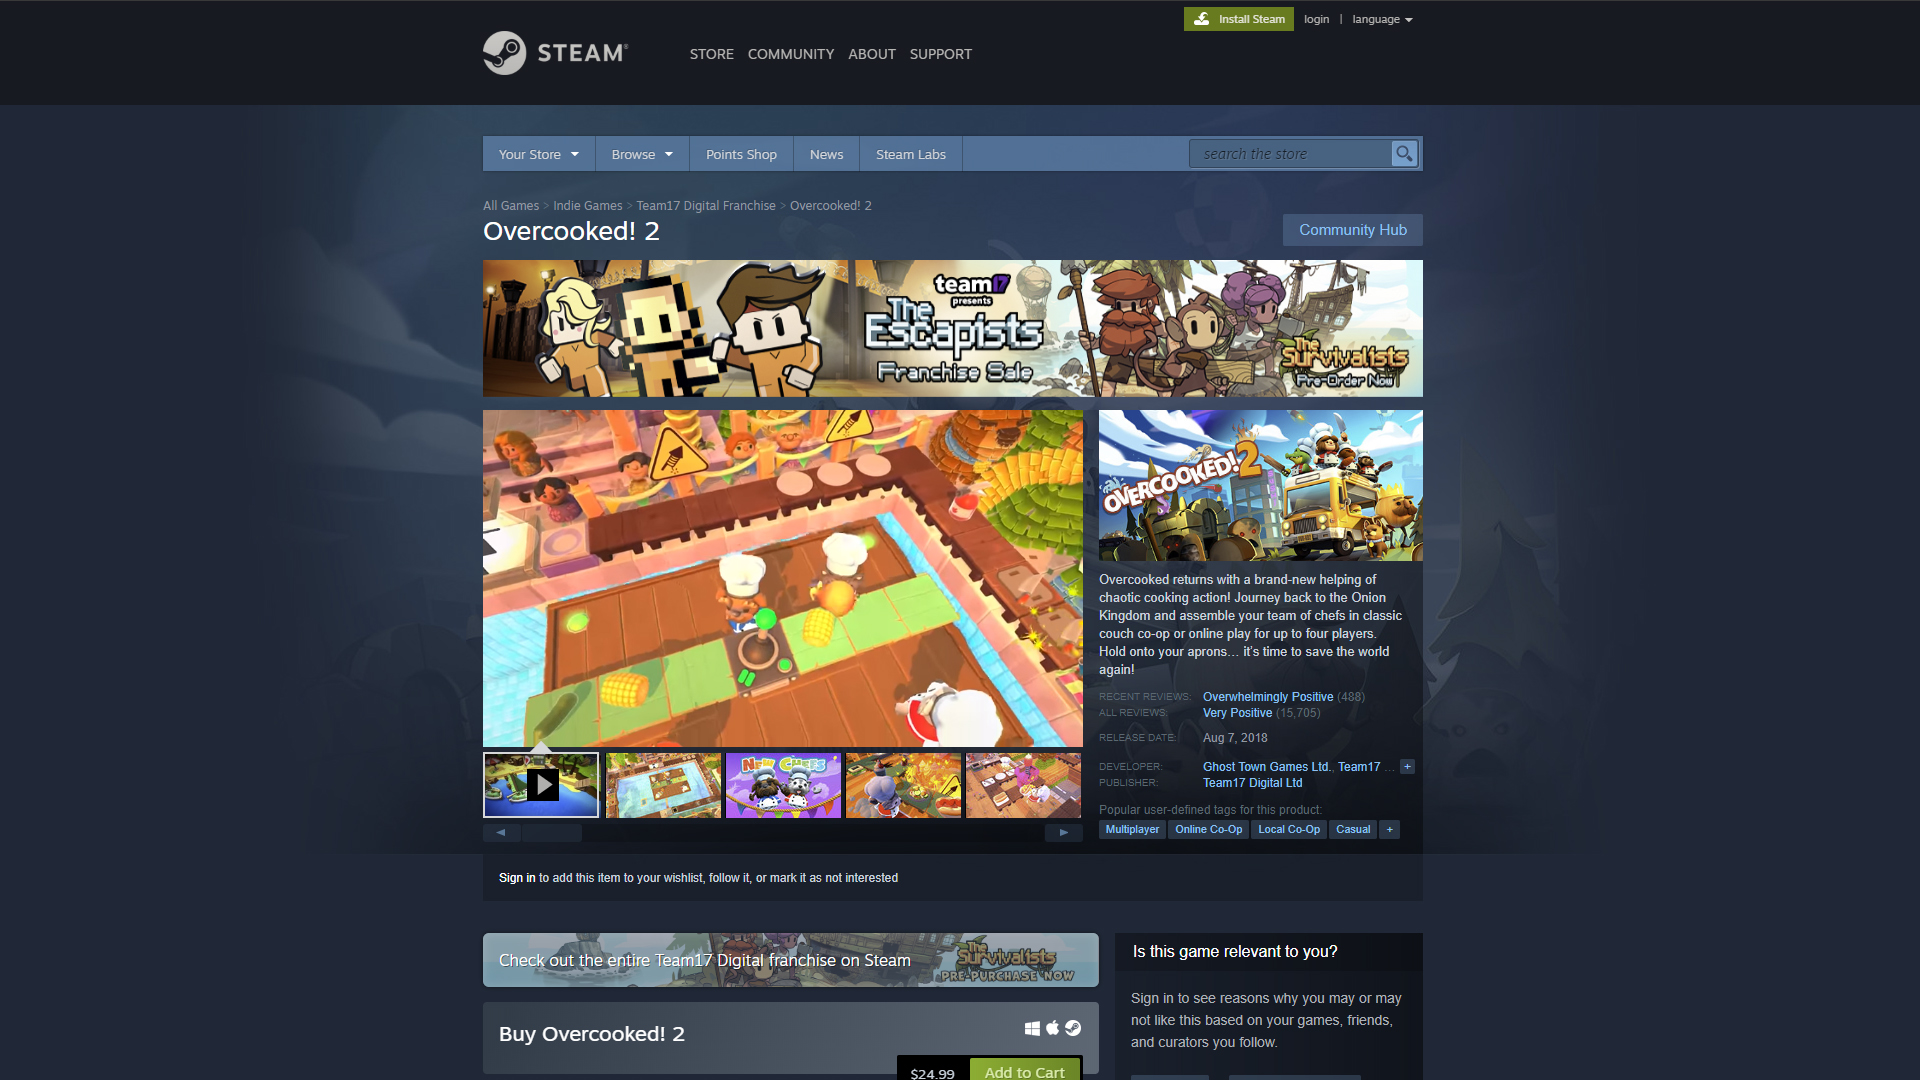 Install Steam
login | language
STEAM
STORE COMMUNITY ABOUT SUPPORT
Your Store Browse Points Shop News Steam Labs
search the store
All Games > Indie Games > Team17 Digital Franchise > Overcooked! 2
Overcooked! 2
Community Hub
team17
presents
The
Escapists
Franchise Sale
The
Survivalists
Pre-Order Now
OVERCOOKED! 2
Overcooked returns with a brand-new helping of
chaotic cooking action! Journey back to the Onion
Kingdom and assemble your team of chefs in classic
couch co-op or online play for up to four players.
Hold onto your aprons… it's time to save the world
again!
RECENT REVIEWS: Overwhelmingly Positive (488)
ALL REVIEWS: Very Positive (15,705)
RELEASE DATE: Aug 7, 2018
DEVELOPER: Ghost Town Games Ltd., Team17 ... +
PUBLISHER: Team17 Digital Ltd
Popular user-defined tags for this product:
Multiplayer Online Co-Op Local Co-Op Casual +
NEW CHEFS
Sign in to add this item to your wishlist, follow it, or mark it as not interested
Check out the entire Team17 Digital franchise on Steam
The
Survivalists
PRE-PURCHASE NOW
Is this game relevant to you?
Sign in to see reasons why you may or may
not like this based on your games, friends,
and curators you follow.
Buy Overcooked! 2
$24.99 Add to Cart